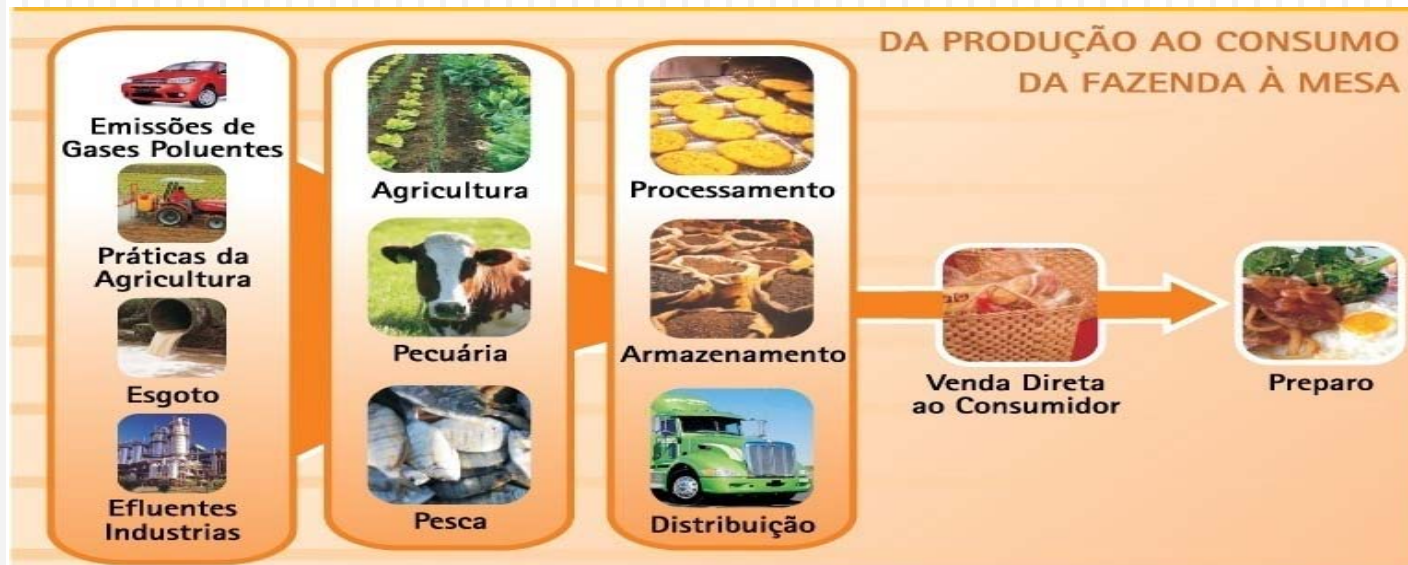 DA PRODUÇÃO AO CONSUMO
DA FAZENDA À MESA
Emissões de
Gases Poluentes
Práticas da
Agricultura
Esgoto
Efluentes
Industrias
Agricultura
Pecuária
Pesca
Processamento
Armazenamento
Distribuição
Venda Direta
ao Consumidor
Preparo